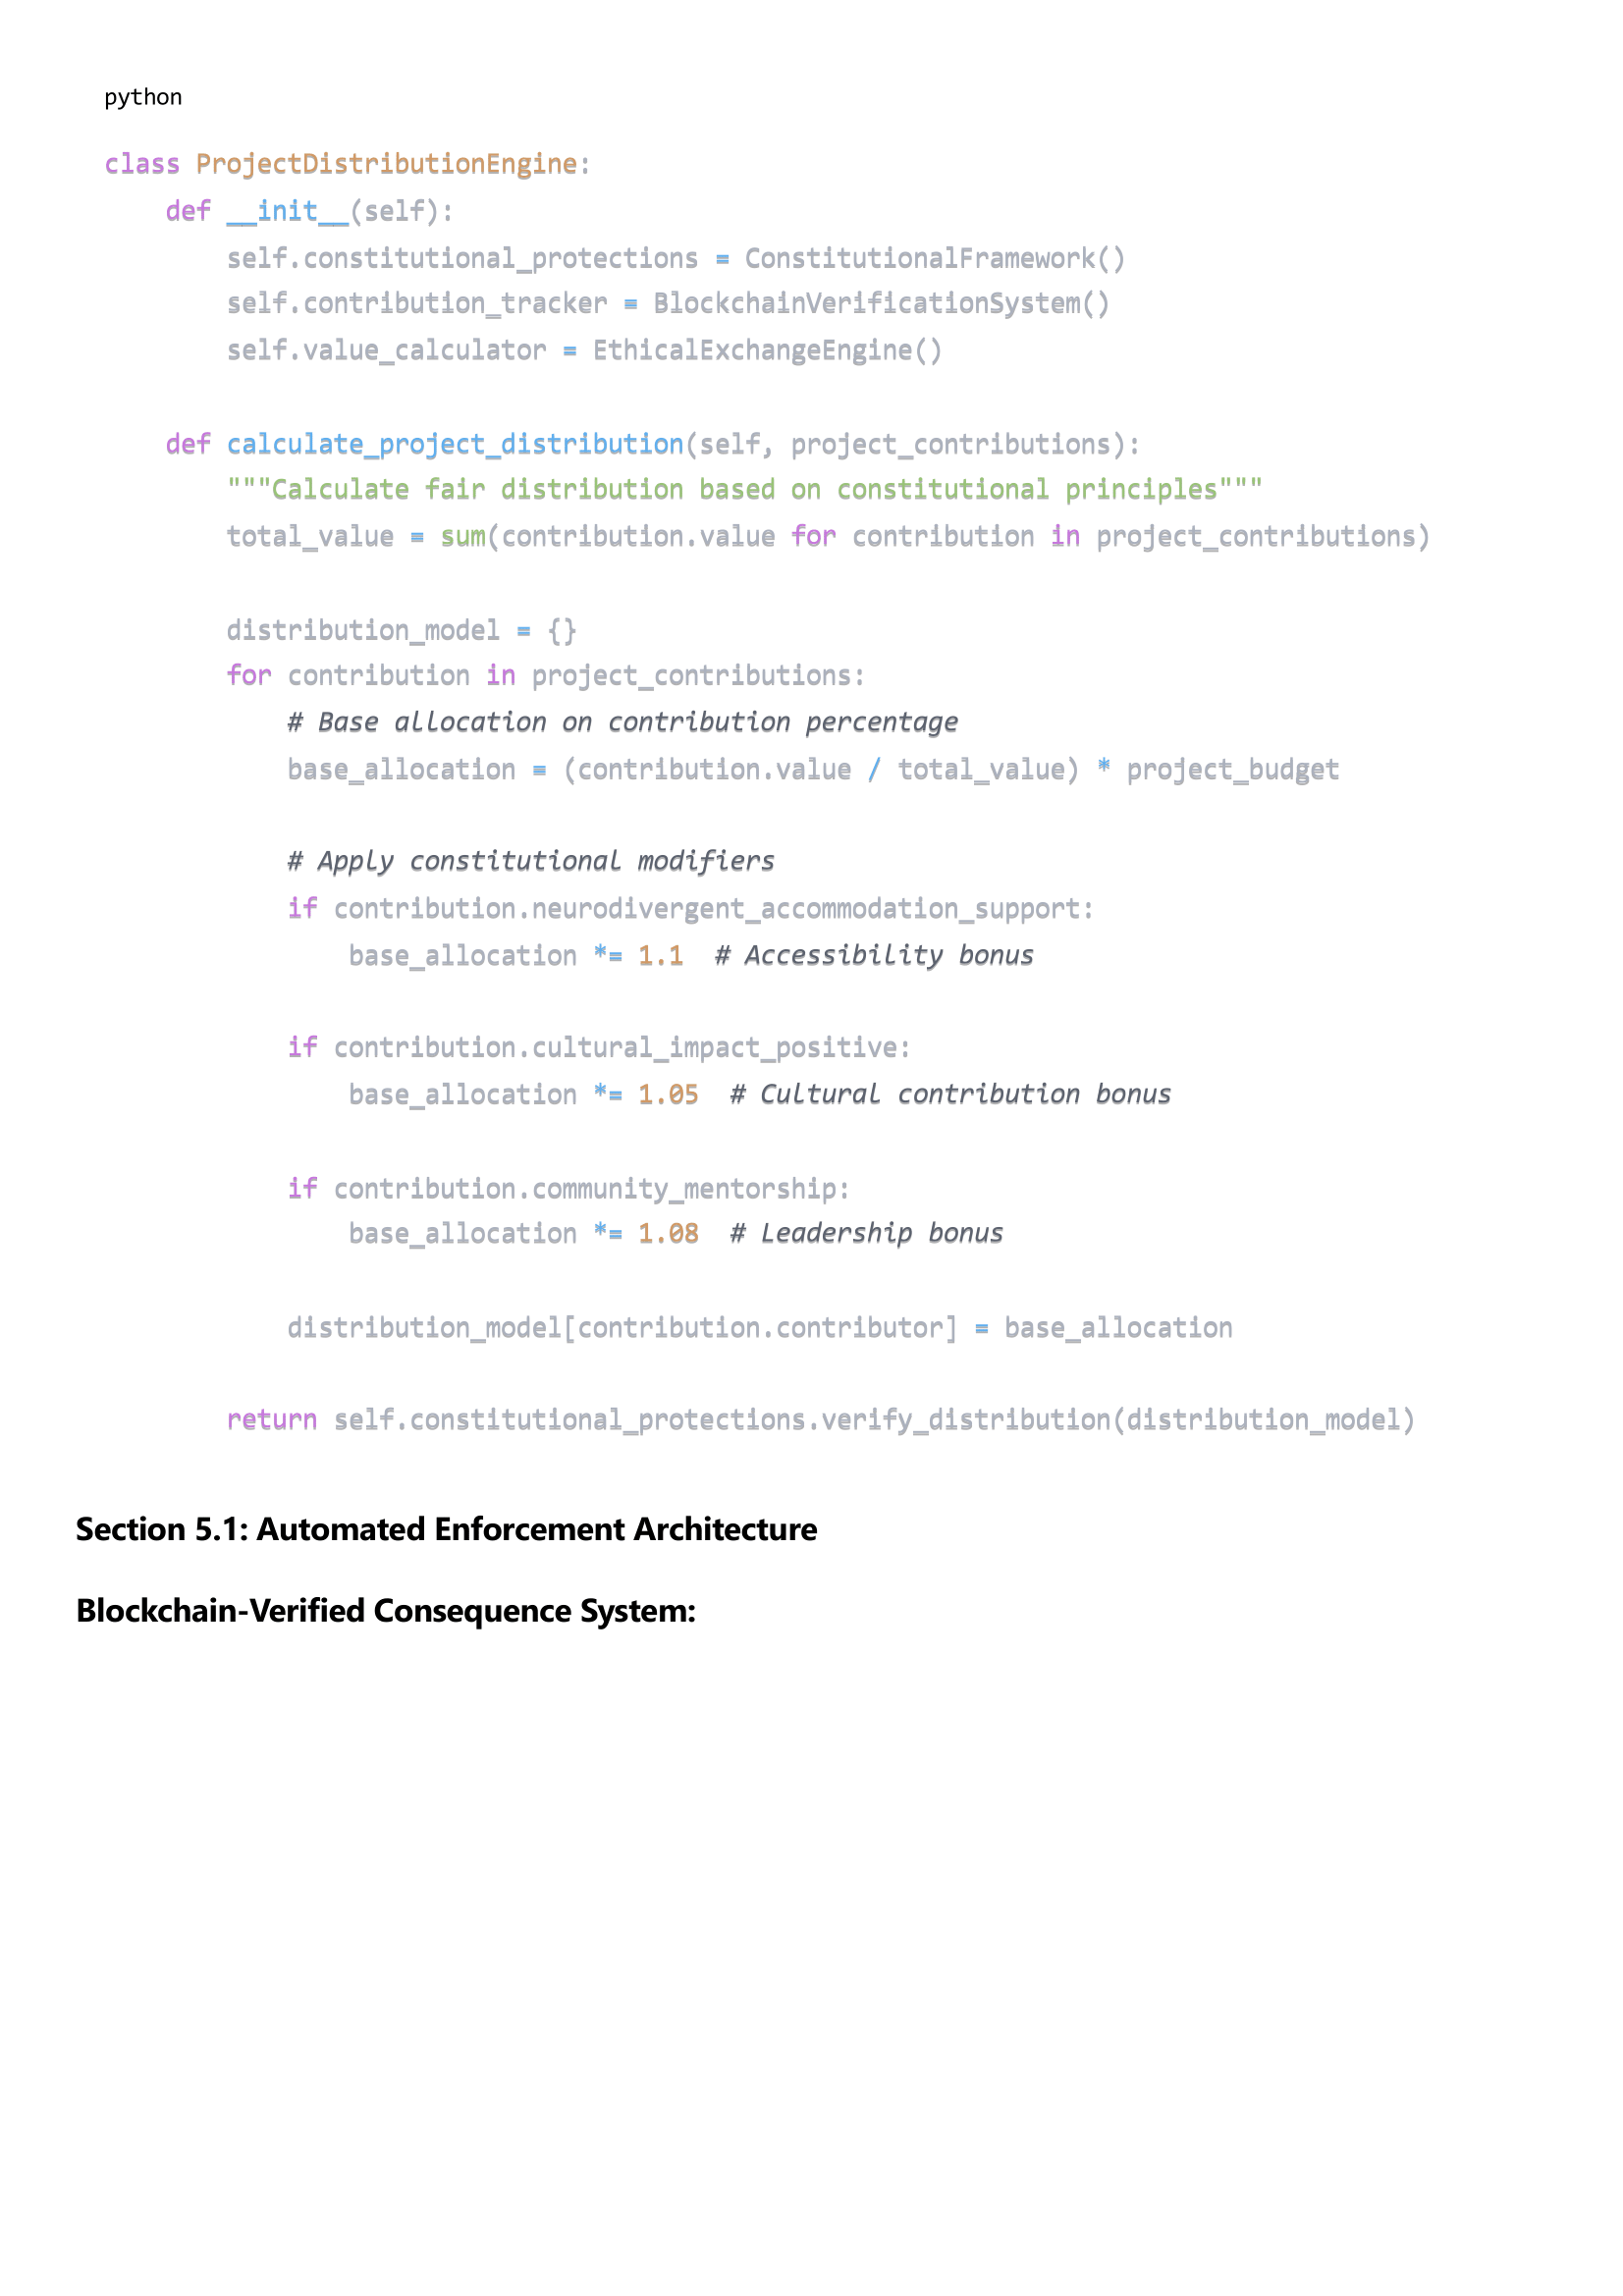 python
class ProjectDistributionEngine:
    def __init__(self):
        self.constitutional_protections = ConstitutionalFramework()
        self.contribution_tracker = BlockchainVerificationSystem()
        self.value_calculator = EthicalExchangeEngine()
    def calculate_project_distribution(self, project_contributions):
        """Calculate fair distribution based on constitutional principles"""
        total_value = sum(contribution.value for contribution in project_contributions)
        distribution_model = {}
        for contribution in project_contributions:
            # Base allocation on contribution percentage
            base_allocation = (contribution.value / total_value) * project_budget
            # Apply constitutional modifiers
            if contribution.neurodivergent_accommodation_support:
                base_allocation *= 1.1  # Accessibility bonus
            if contribution.cultural_impact_positive:
                base_allocation *= 1.05  # Cultural contribution bonus
            if contribution.community_mentorship:
                base_allocation *= 1.08  # Leadership bonus
            distribution_model[contribution.contributor] = base_allocation
        return self.constitutional_protections.verify_distribution(distribution_model)
Section 5.1: Automated Enforcement Architecture
Blockchain-Verified Consequence System: